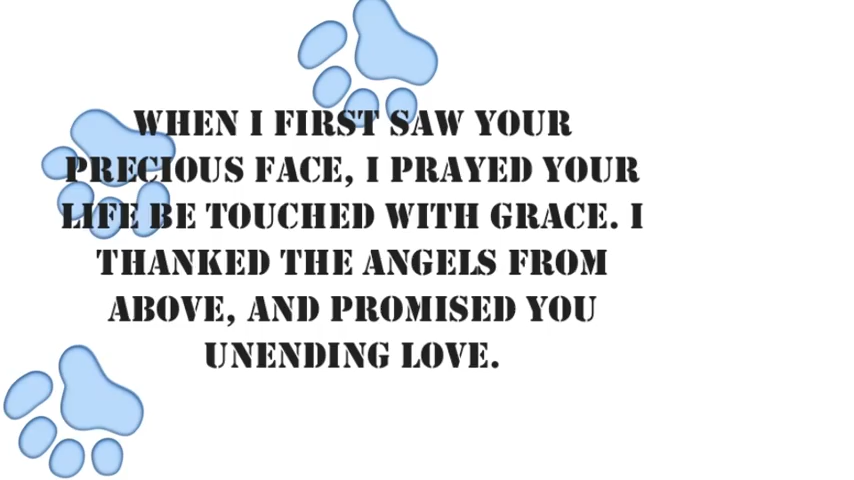 WHEN I FIRST SAW YOUR
PRECIOUS FACE, I PRAYED YOUR
LIFE BE TOUCHED WITH GRACE. I
THANKED THE ANGELS FROM
ABOVE, AND PROMISED YOU
UNENDING LOVE.